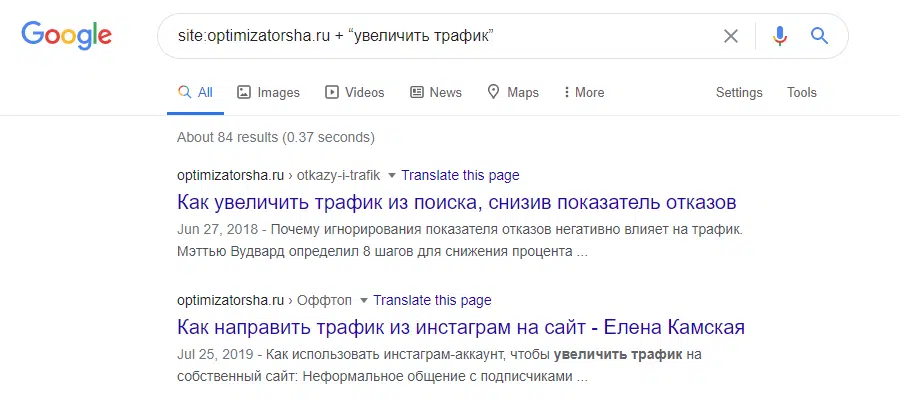 Google
site:optimizatorsha.ru + “увеличить трафик”
All Images Videos News Maps More Settings Tools
About 84 results (0.37 seconds)
optimizatorsha.ru › otkazy-i-trafik Translate this page
Как увеличить трафик из поиска, снизив показатель отказов
Jun 27, 2018 - Почему игнорирования показателя отказов негативно влияет на трафик.
Мэттью Вудвард определил 8 шагов для снижения процента ...
optimizatorsha.ru › Оффтоп Translate this page
Как направить трафик из инстаграм на сайт - Елена Камская
Jul 25, 2019 - Как использовать инстаграм-аккаунт, чтобы увеличить трафик на
собственный сайт: Неформальное общение с подписчиками ...